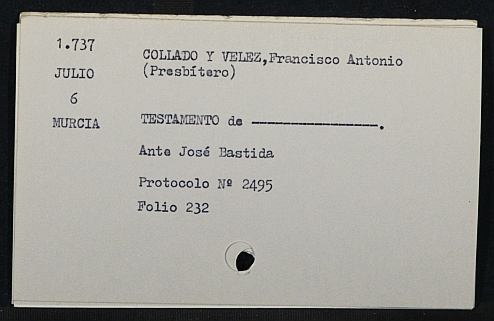 1.737
JULIO
6
MURCIA
COLLADO Y VELEZ,Francisco Antonio
(Presbítero)
TESTAMENTO de ----------------.
Ante José Bastida
Protocolo Nº 2495
Folio 232